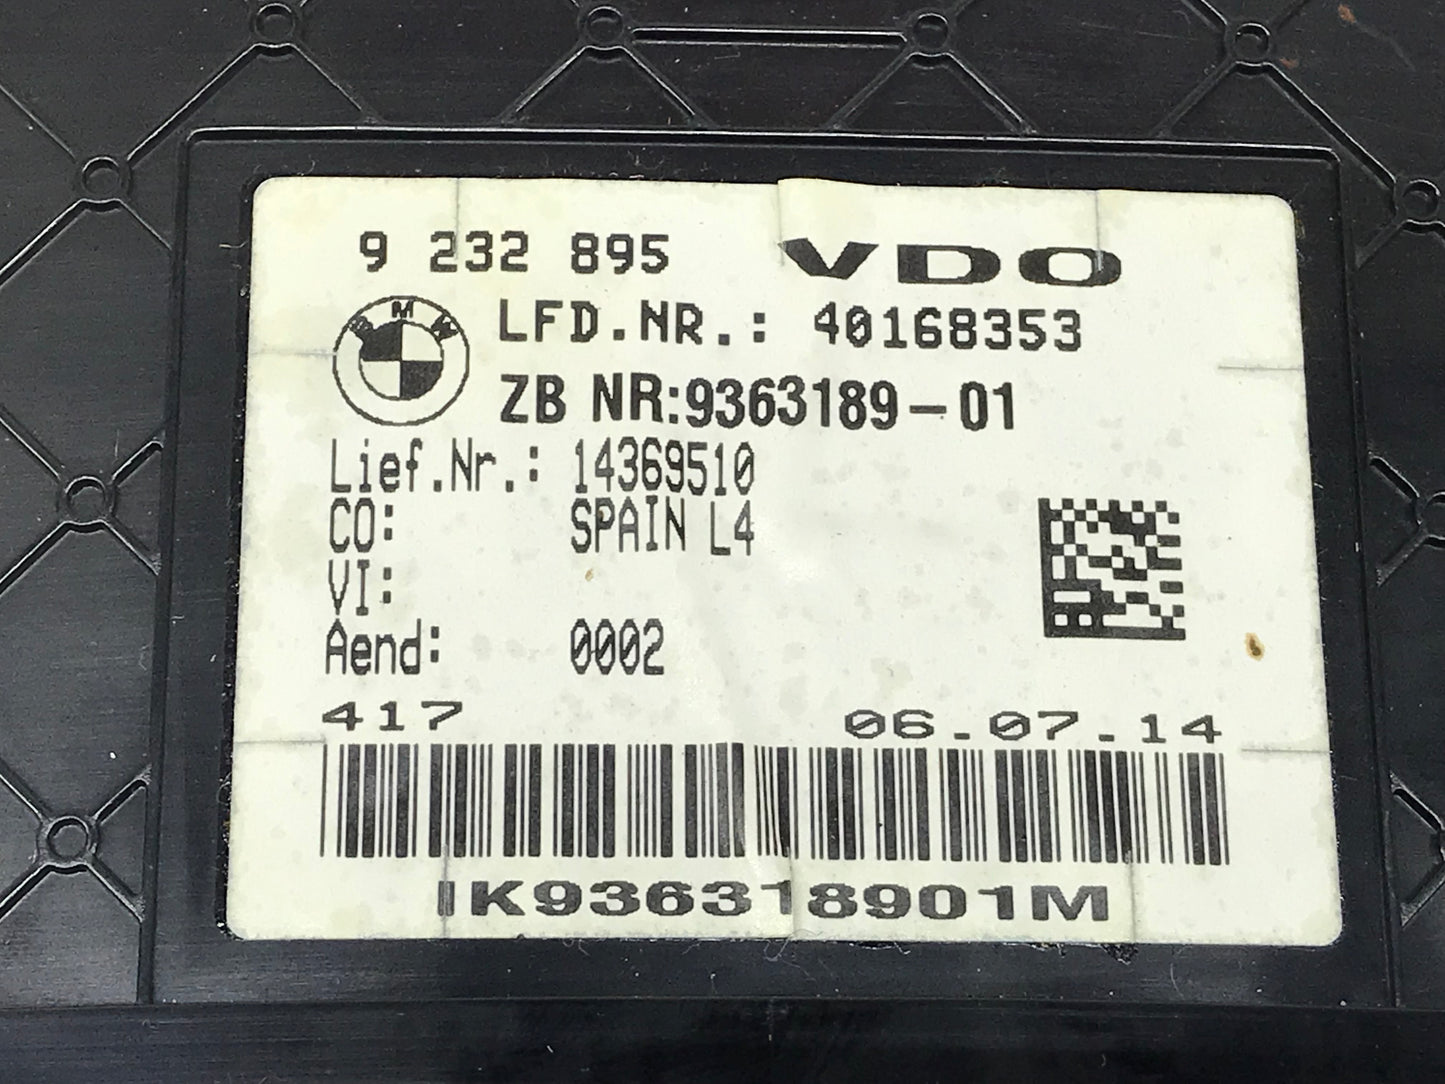 9 232 895 VDO
BMW
LFD.NR.: 40168353
ZB NR:9363189-01
Lief.Nr.: 14369510
CO: SPAIN L4
VI:
Aend: 0002
417 06.07.14
IK936318901M